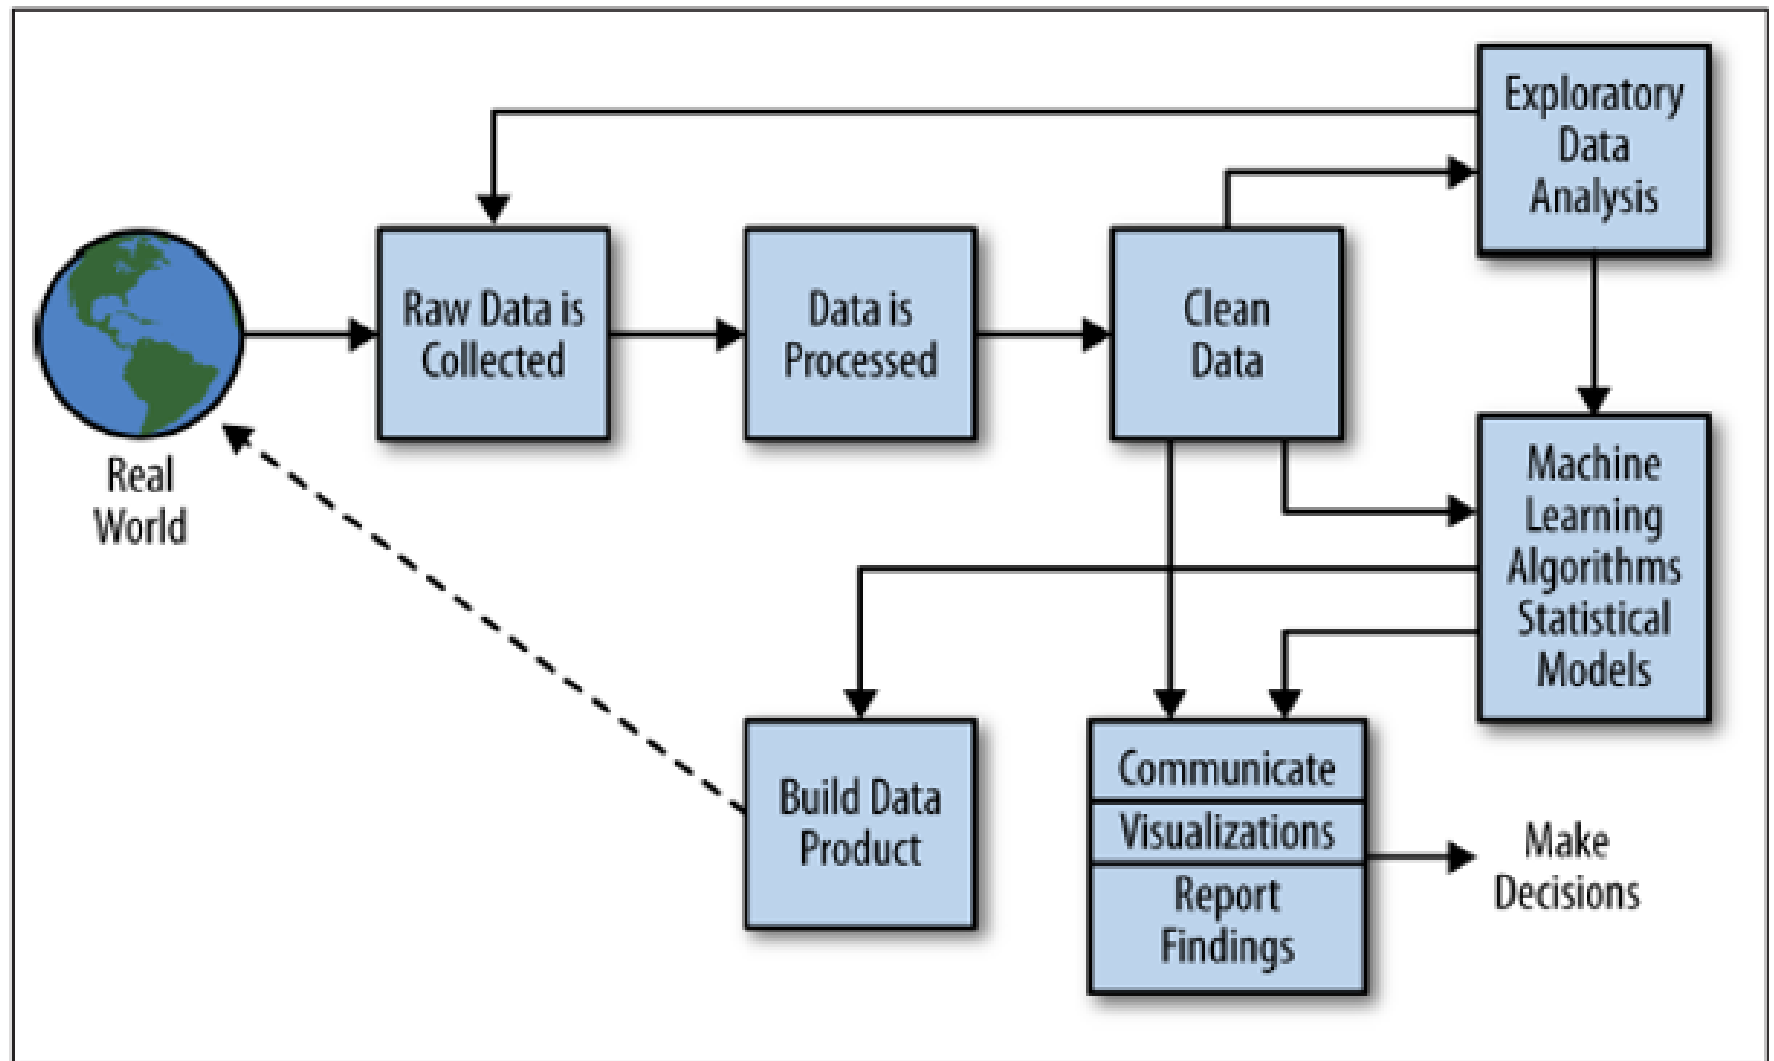 Exploratory
Data
Analysis
Raw Data is
Collected
Data is
Processed
Clean
Data
Real
World
Machine
Learning
Algorithms
Statistical
Models
Build Data
Product
Communicate
Visualizations
Report
Findings
Make
Decisions